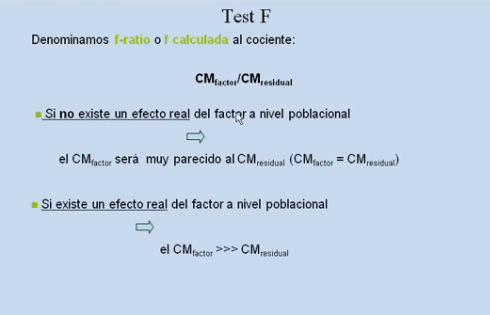 Test F
Denominamos f-ratio o f calculada al cociente:
CMfactor/CMresidual
Si no existe un efecto real del factor a nivel poblacional
el CMfactor será muy parecido al CMresidual (CMfactor = CMresidual)
Si existe un efecto real del factor a nivel poblacional
el CMfactor >>> CMresidual